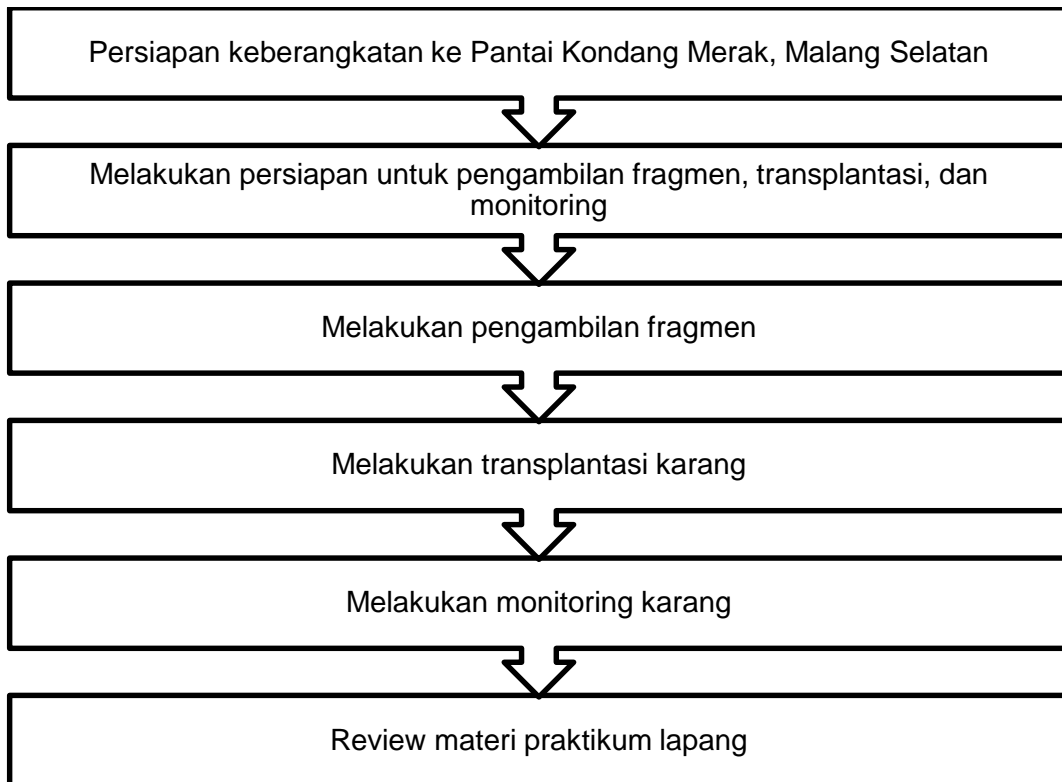 Persiapan keberangkatan ke Pantai Kondang Merak, Malang Selatan
Melakukan persiapan untuk pengambilan fragmen, transplantasi, dan
monitoring
Melakukan pengambilan fragmen
Melakukan transplantasi karang
Melakukan monitoring karang
Review materi praktikum lapang